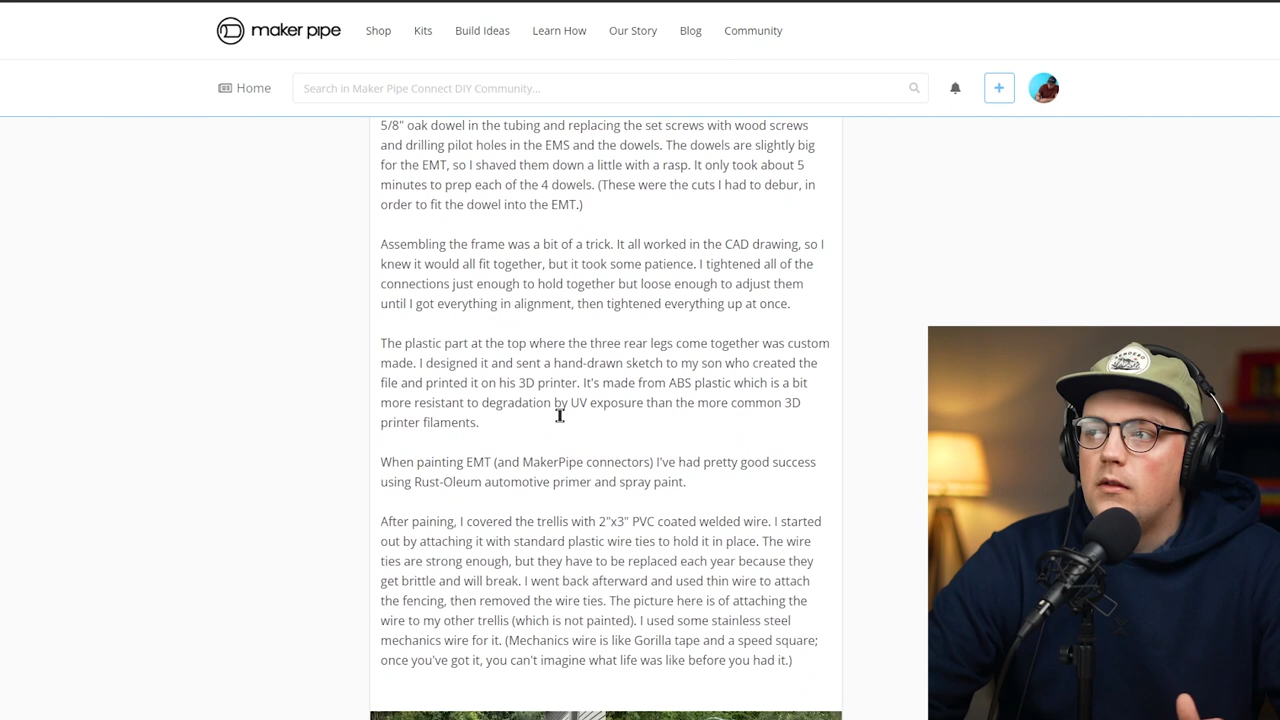 maker pipe
Shop Kits Build Ideas Learn How Our Story Blog Community
Home Search in Maker Pipe Connect DIY Community... +
5/8" oak dowel in the tubing and replacing the set screws with wood screws
and drilling pilot holes in the EMS and the dowels. The dowels are slightly big
for the EMT, so I shaved them down a little with a rasp. It only took about 5
minutes to prep each of the 4 dowels. (These were the cuts I had to debur, in
order to fit the dowel into the EMT.)
Assembling the frame was a bit of a trick. It all worked in the CAD drawing, so I
knew it would all fit together, but it took some patience. I tightened all of the
connections just enough to hold together but loose enough to adjust them
until I got everything in alignment, then tightened everything up at once.
The plastic part at the top where the three rear legs come together was custom
made. I designed it and sent a hand-drawn sketch to my son who created the
file and printed it on his 3D printer. It's made from ABS plastic which is a bit
more resistant to degradation by UV exposure than the more common 3D
printer filaments.
When painting EMT (and MakerPipe connectors) I've had pretty good success
using Rust-Oleum automotive primer and spray paint.
After paining, I covered the trellis with 2"x3" PVC coated welded wire. I started
out by attaching it with standard plastic wire ties to hold it in place. The wire
ties are strong enough, but they have to be replaced each year because they
get brittle and will break. I went back afterward and used thin wire to attach
the fencing, then removed the wire ties. The picture here is of attaching the
wire to my other trellis (which is not painted). I used some stainless steel
mechanics wire for it. (Mechanics wire is like Gorilla tape and a speed square;
once you've got it, you can't imagine what life was like before you had it.)